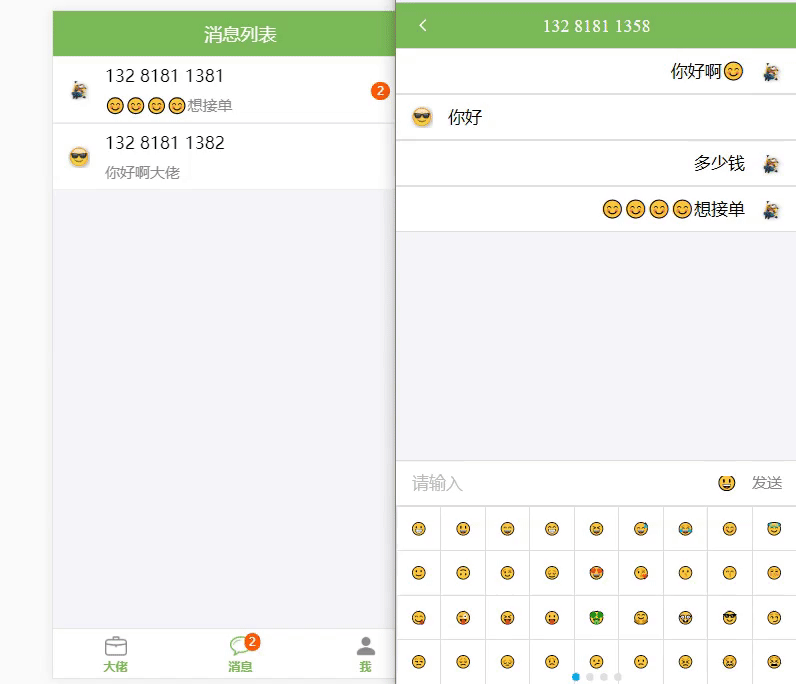 消息列表
132 8181 1381
😊😊😊😊想接单
2
132 8181 1382
你好啊大佬
大佬
消息
2
我
132 8181 1358
你好啊😊
你好
多少钱
😊😊😊😊想接单
请输入
发送